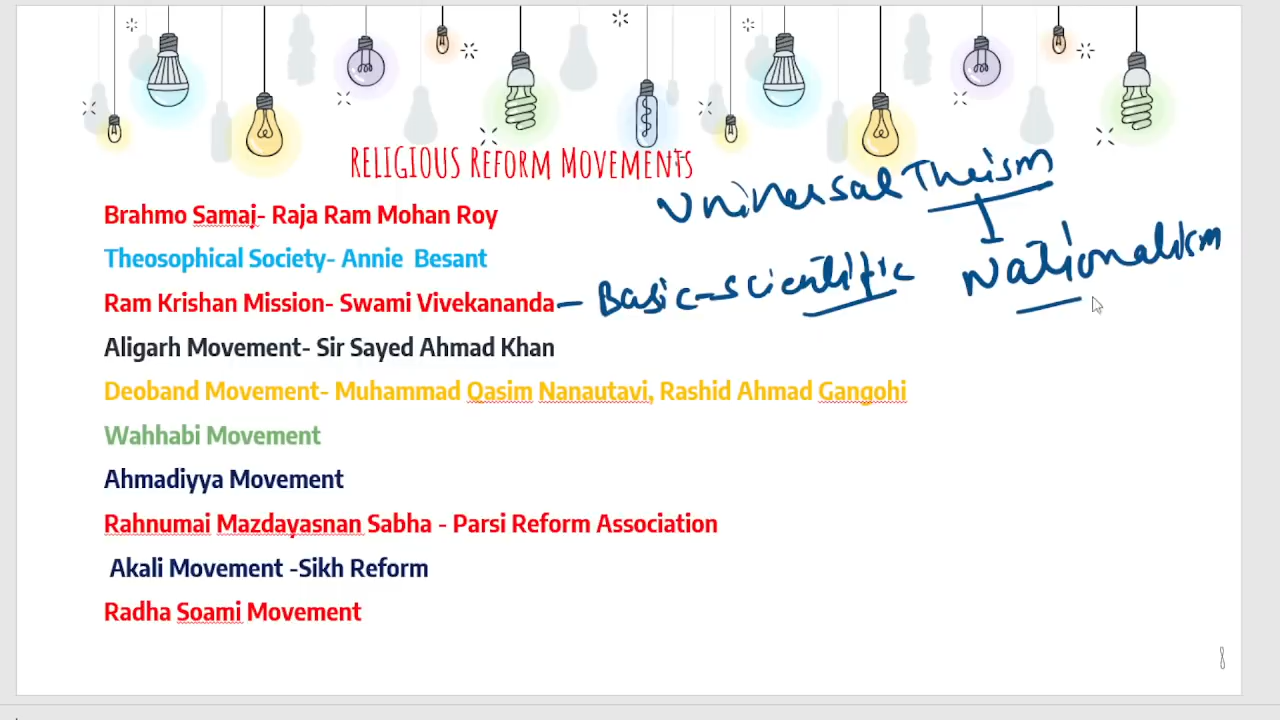 RELIGIOUS REFORM MOVEMENTS
Universal Theism
Brahmo Samaj- Raja Ram Mohan Roy
Theosophical Society- Annie Besant
Nationalism
Ram Krishan Mission- Swami Vivekananda - Basic-scientific
Aligarh Movement- Sir Sayed Ahmad Khan
Deoband Movement- Muhammad Qasim Nanautavi, Rashid Ahmad Gangohi
Wahhabi Movement
Ahmadiyya Movement
Rahnumai Mazdayasnan Sabha - Parsi Reform Association
Akali Movement -Sikh Reform
Radha Soami Movement
8